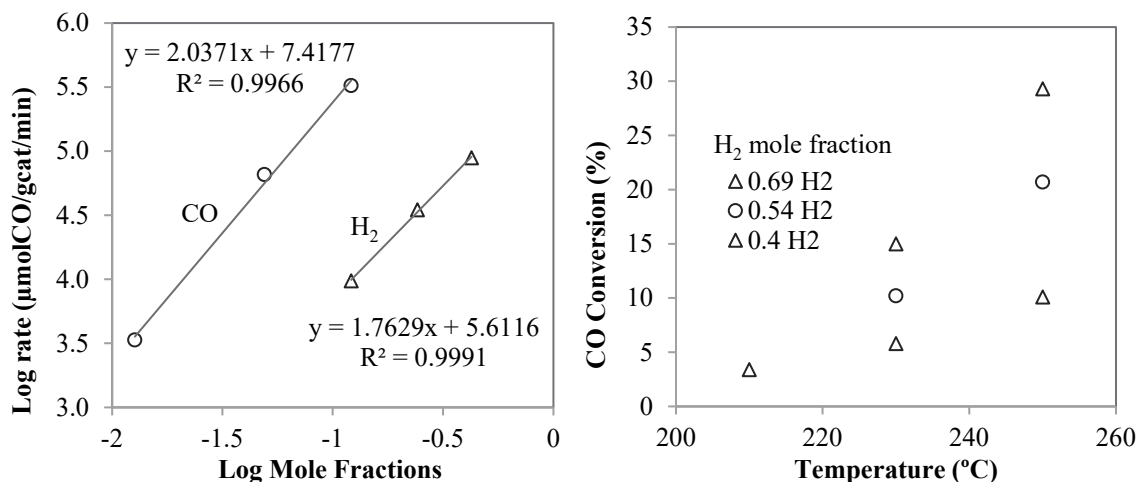 6.0
5.5
5.0
4.5
4.0
3.5
3.0
y = 2.0371x + 7.4177
R² = 0.9966
CO
H₂
y = 1.7629x + 5.6116
R² = 0.9991
-2
-1.5
-1
-0.5
0
Log Mole Fractions
Log rate (μmolCO/gcat/min)
35
30
25
20
15
10
5
0
H₂ mole fraction
0.69 H2
0.54 H2
0.4 H2
200
220
240
260
Temperature (ºC)
CO Conversion (%)